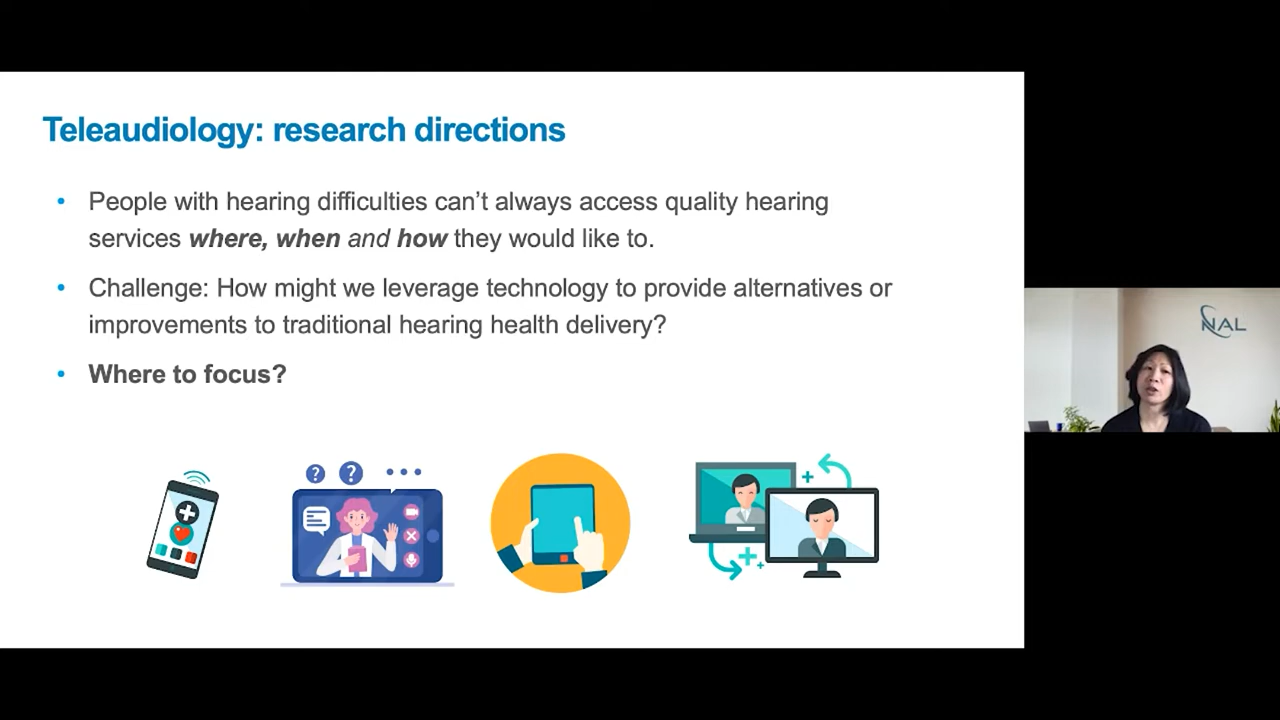 Teleaudiology: research directions
• People with hearing difficulties can't always access quality hearing
services where, when and how they would like to.
• Challenge: How might we leverage technology to provide alternatives or
improvements to traditional hearing health delivery?
• Where to focus?
? ?
NAL